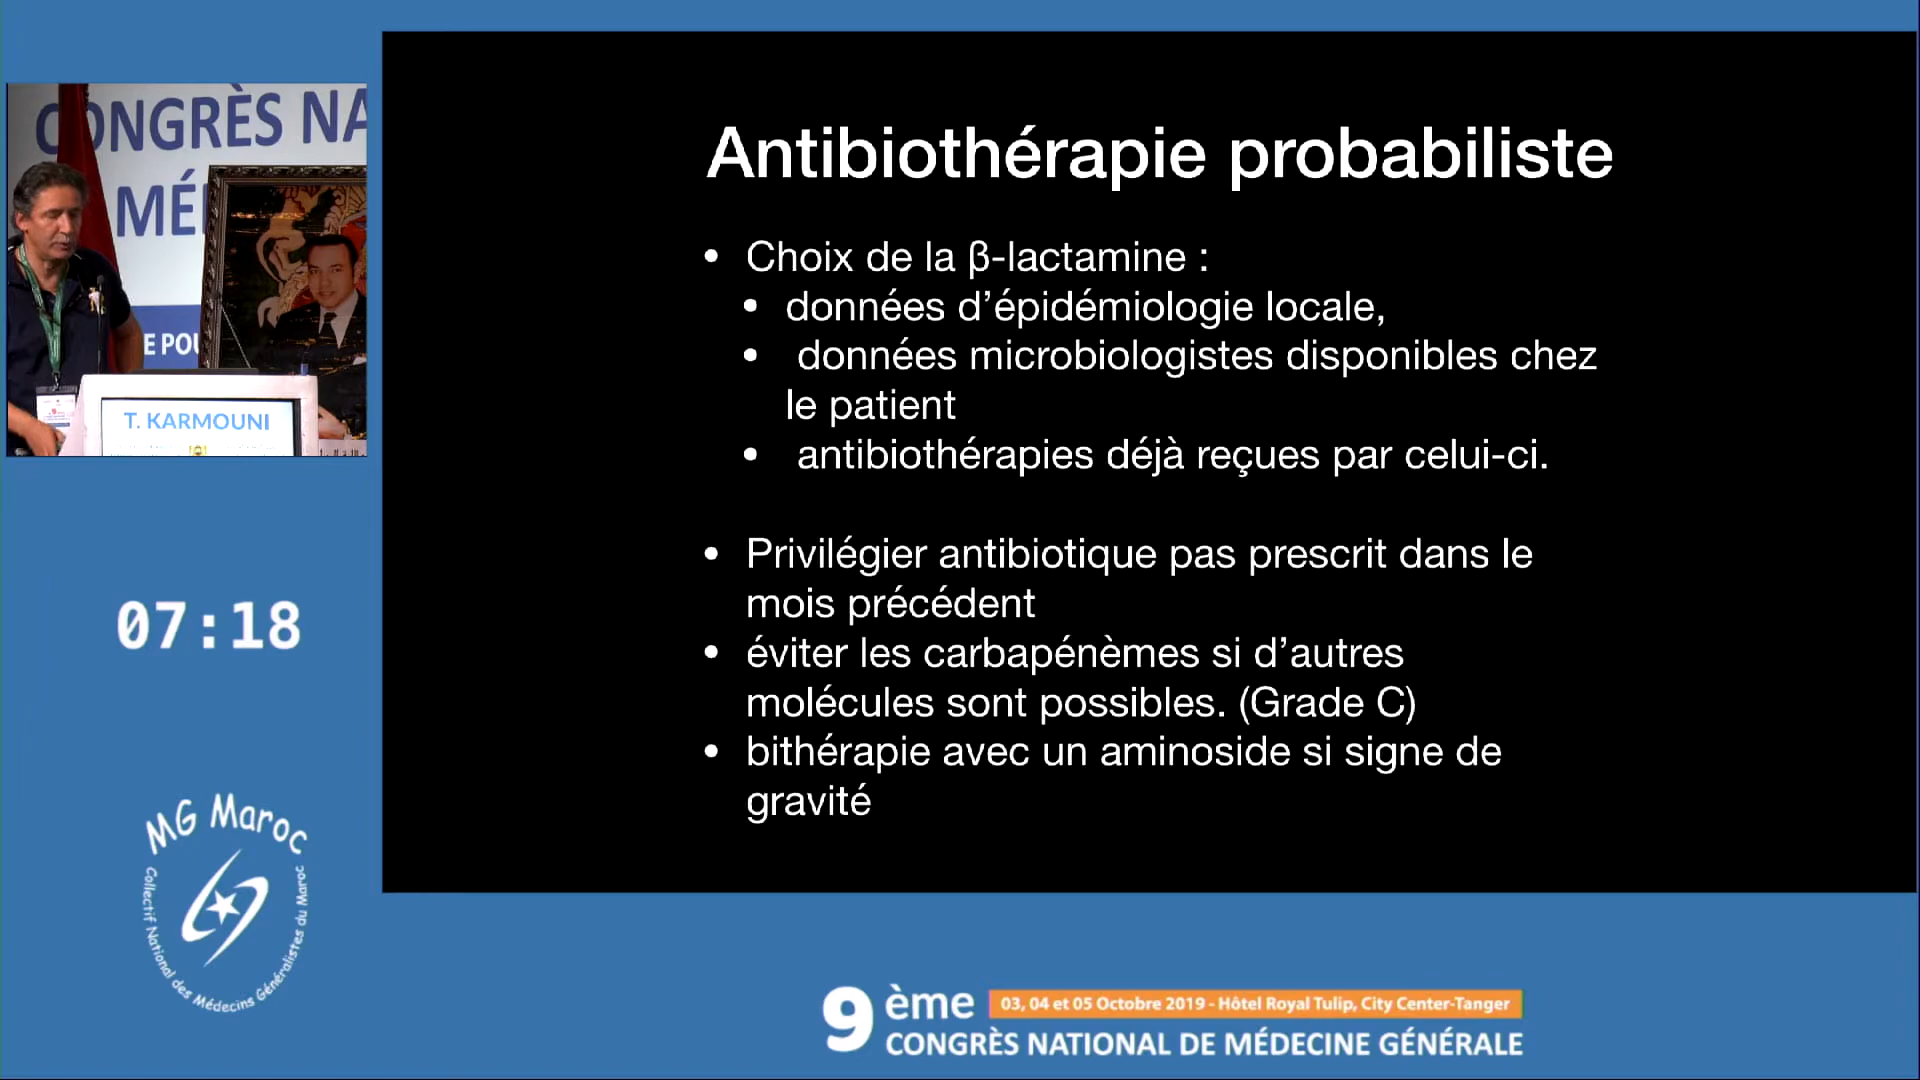 CONGRÈS NA
MÉ
E POU
T. KARMOUNI
Antibiothérapie probabiliste
• Choix de la β-lactamine :
• données d’épidémiologie locale,
• données microbiologistes disponibles chez
le patient
• antibiothérapies déjà reçues par celui-ci.
• Privilégier antibiotique pas prescrit dans le
mois précédent
• éviter les carbapénèmes si d’autres
molécules sont possibles. (Grade C)
• bithérapie avec un aminoside si signe de
gravité
07:18
MG Maroc
Collectif National des Médecins Généralistes du Maroc
9 ème
03, 04 et 05 Octobre 2019 - Hôtel Royal Tulip, City Center-Tanger
CONGRÈS NATIONAL DE MÉDECINE GÉNÉRALE